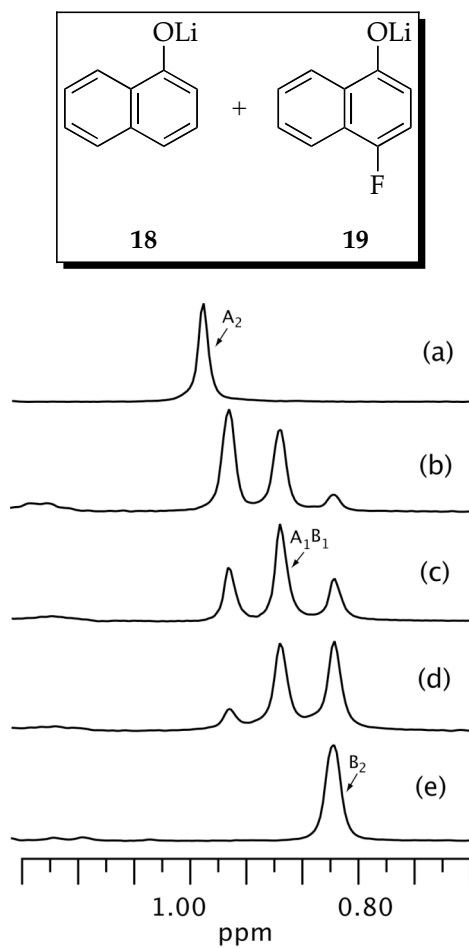 OLi OLi
+
F
18 19
A₂
(a)
(b)
A₁B₁
(c)
(d)
B₂
(e)
1.00 0.80
ppm